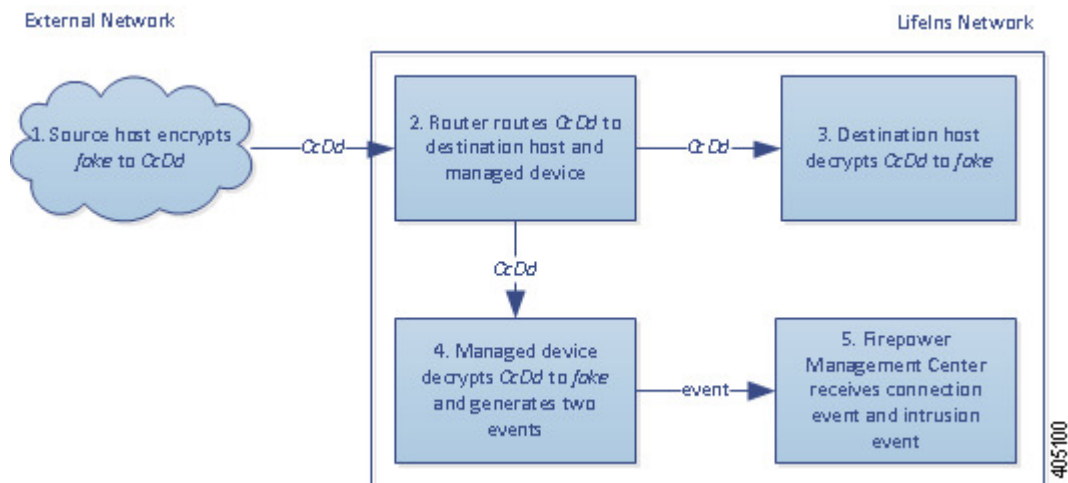 External Network
LifeIns Network
1. Source host encrypts
fake to CcDd
CcDd
2. Router routes CcDd to
destination host and
managed device
CcDd
3. Destination host
decrypts CcDd to fake
CcDd
4. Managed device
decrypts CcDd to fake
and generates two
events
event
5. Firepower
Management Center
receives connection
event and intrusion
event
405100